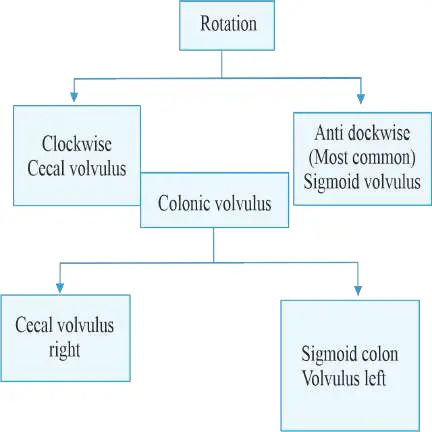 Rotation
Clockwise
Cecal volvulus
Anti dockwise
(Most common)
Sigmoid volvulus
Colonic volvulus
Cecal volvulus
right
Sigmoid colon
Volvulus left